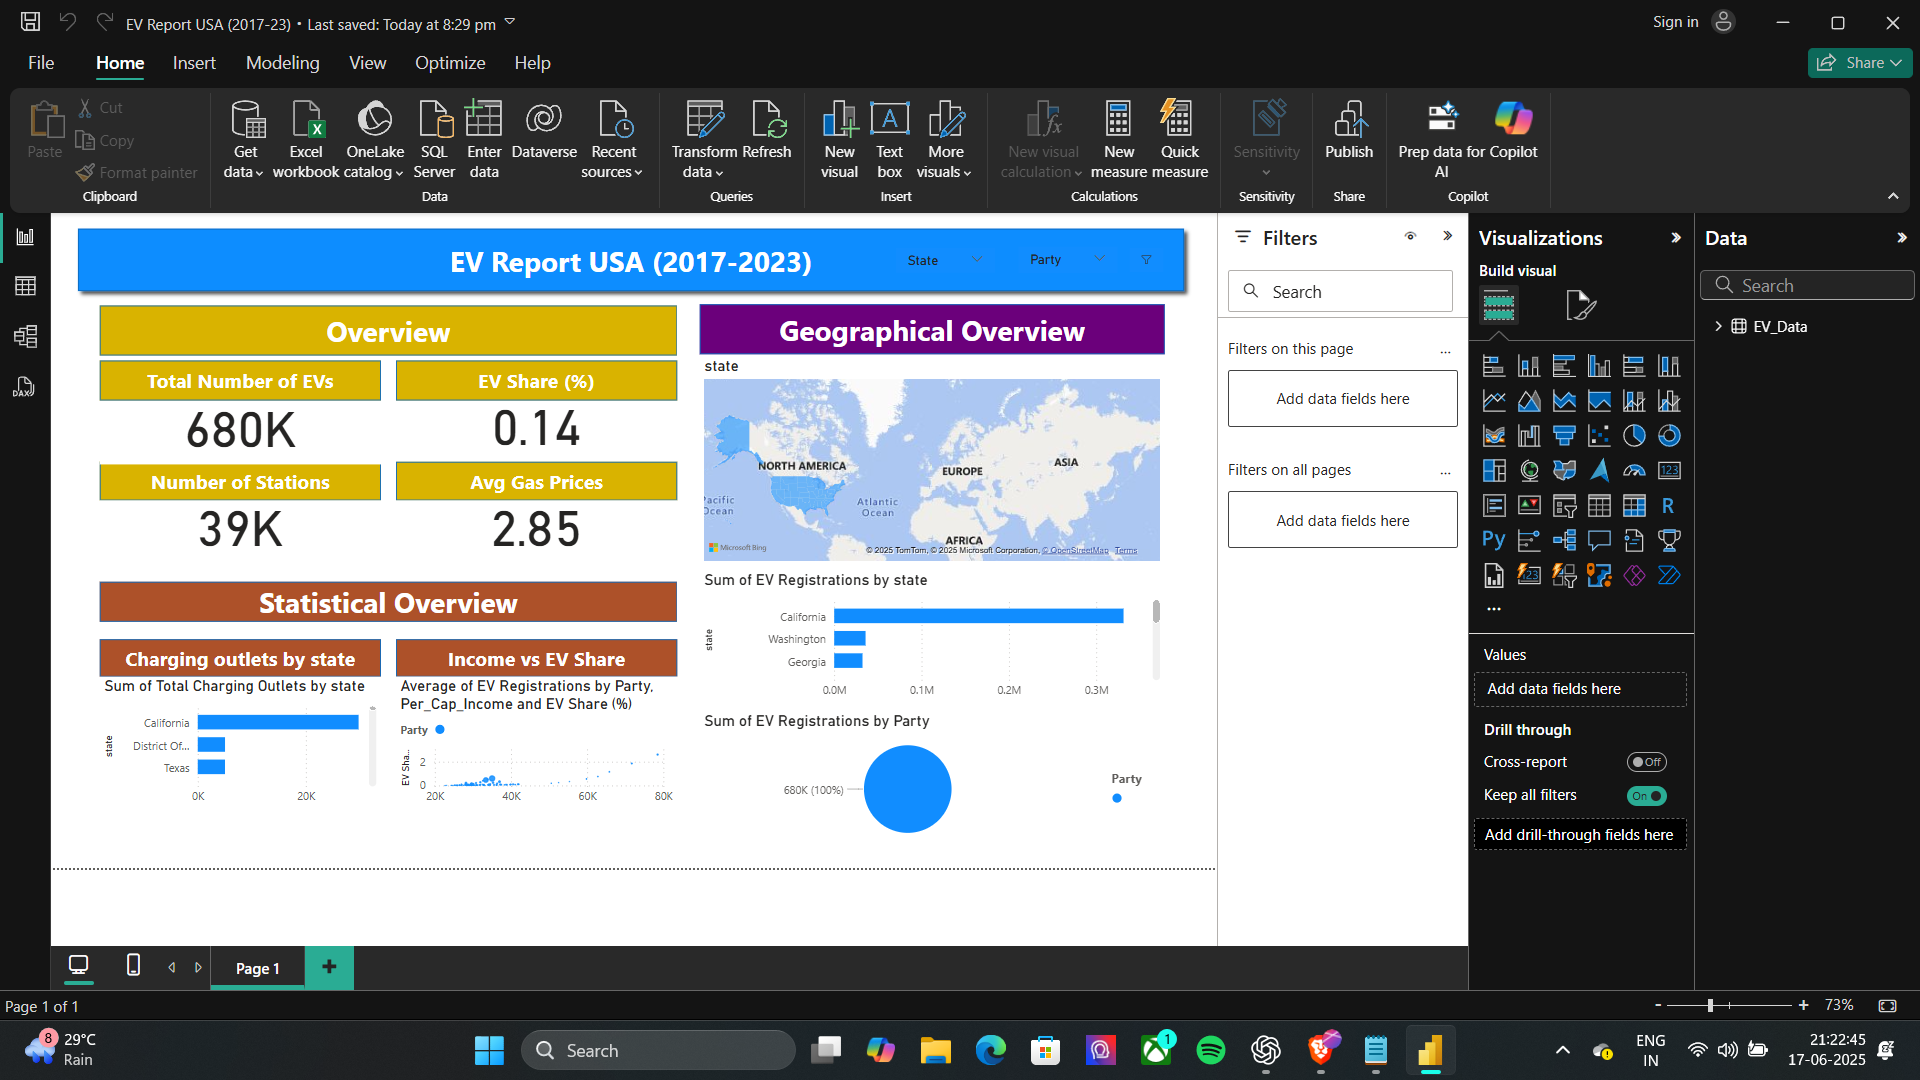 EV Report USA (2017-23) • Last saved: Today at 8:29 pm
Sign in
File
Home
Insert
Modeling
View
Optimize
Help
Share
Paste
Cut
Copy
Format painter
Clipboard
Get data
Excel workbook
OneLake catalog
SQL Server
Enter data
Dataverse
Recent sources
Data
Transform data
Refresh
Queries
New visual
Text box
More visuals
Insert
New visual calculation
New measure
Quick measure
Calculations
Sensitivity
Sensitivity
Publish
Share
Prep data for AI
Copilot
Copilot
EV Report USA (2017-2023)
State
Party
Overview
Total Number of EVs
680K
EV Share (%)
0.14
Number of Stations
39K
Avg Gas Prices
2.85
Statistical Overview
Charging outlets by state
Sum of Total Charging Outlets by state
state
California
District Of...
Texas
0K
20K
Income vs EV Share
Average of EV Registrations by Party,
Per_Cap_Income and EV Share (%)
Party
EV Sha...
2
0
20K
40K
60K
80K
Geographical Overview
state
NORTH AMERICA
EUROPE
ASIA
Pacific
Ocean
Atlantic
Ocean
AFRICA
Microsoft Bing
© 2025 TomTom, © 2025 Microsoft Corporation, © OpenStreetMap Terms
Sum of EV Registrations by state
state
California
Washington
Georgia
0.0M
0.1M
0.2M
0.3M
Sum of EV Registrations by Party
680K (100%)
Party
Filters
Search
Filters on this page
...
Add data fields here
Filters on all pages
...
Add data fields here
Visualizations
Build visual
123
R
Py
123
...
Values
Add data fields here
Drill through
Cross-report
Off
Keep all filters
On
Add drill-through fields here
Data
Search
EV_Data
DAX
Page 1
+
Page 1 of 1
-
+
73%
8
29°C
Rain
Search
1
ENG
IN
21:22:45
17-06-2025